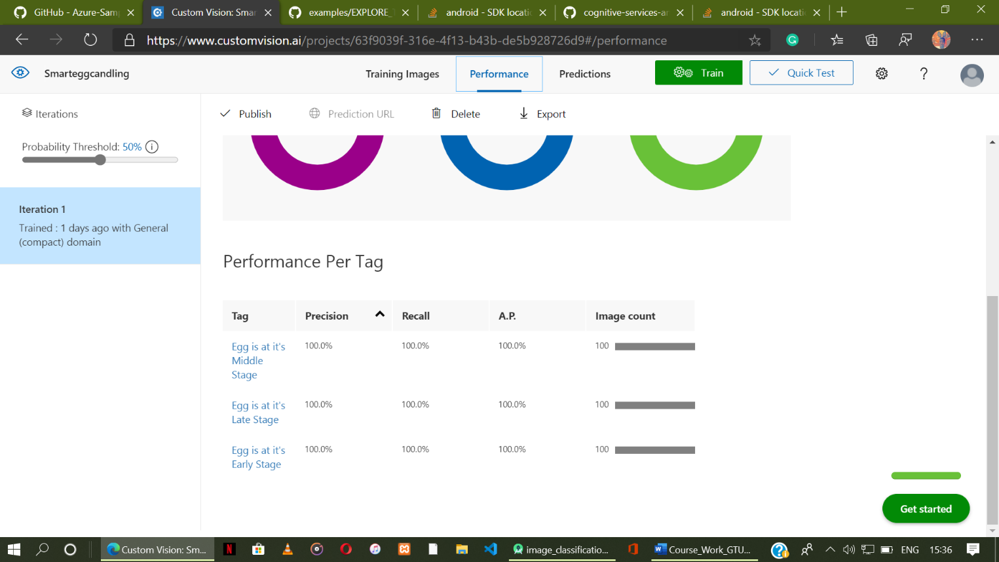 GitHub - Azure-Samp
Custom Vision: Smar
examples/EXPLORE_T
android - SDK locatio
cognitive-services-an
android - SDK locatio
https://www.customvision.ai/projects/63f9039f-316e-4f13-b43b-de5b928726d9#/performance
Smarteggcandling
Training Images
Performance
Predictions
Train
Quick Test
?
Iterations
Publish
Prediction URL
Delete
Export
Probability Threshold: 50%
Iteration 1
Trained : 1 days ago with General
(compact) domain
Performance Per Tag
Tag Precision Recall A.P. Image count
Egg is at it's 100.0% 100.0% 100.0% 100
Middle
Stage
Egg is at it's 100.0% 100.0% 100.0% 100
Late Stage
Egg is at it's 100.0% 100.0% 100.0% 100
Early Stage
Get started
Custom Vision: Sm...
image_classificatio...
Course_Work_GTU...
ENG
15:36